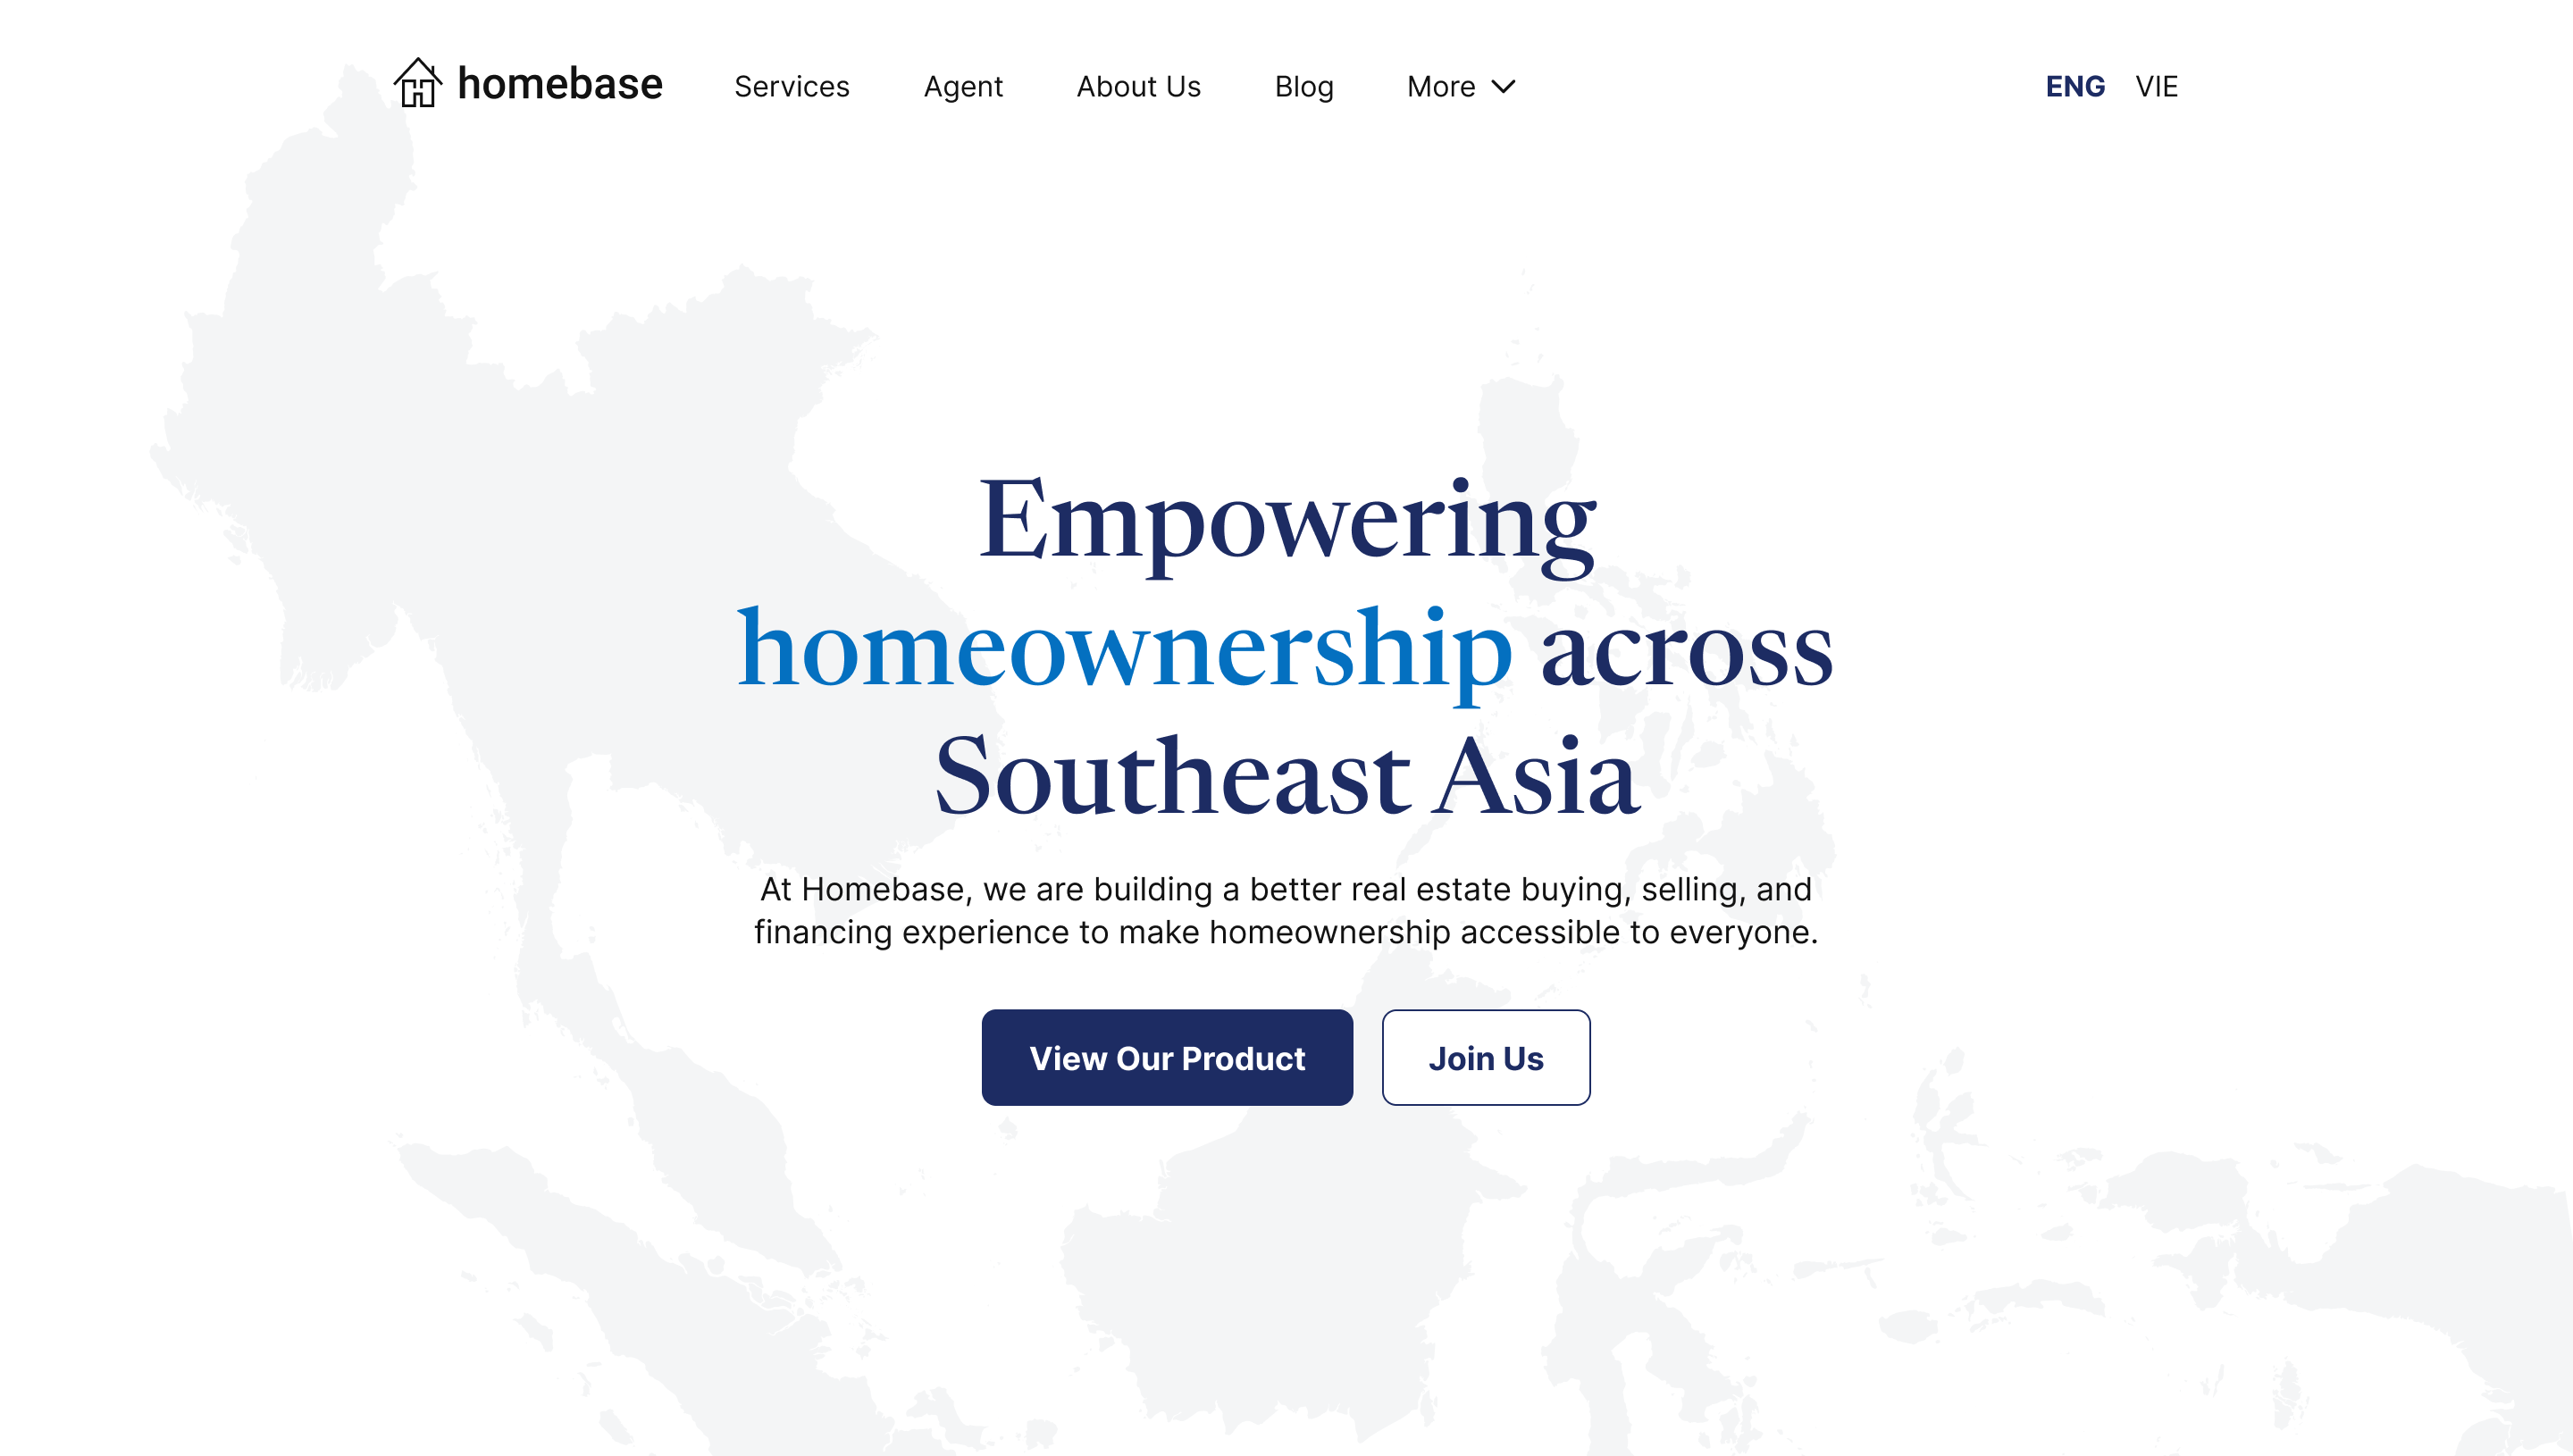 homebase Services Agent About Us Blog More ENG VIE
Empowering
homeownership across
Southeast Asia
At Homebase, we are building a better real estate buying, selling, and
financing experience to make homeownership accessible to everyone.
View Our Product Join Us